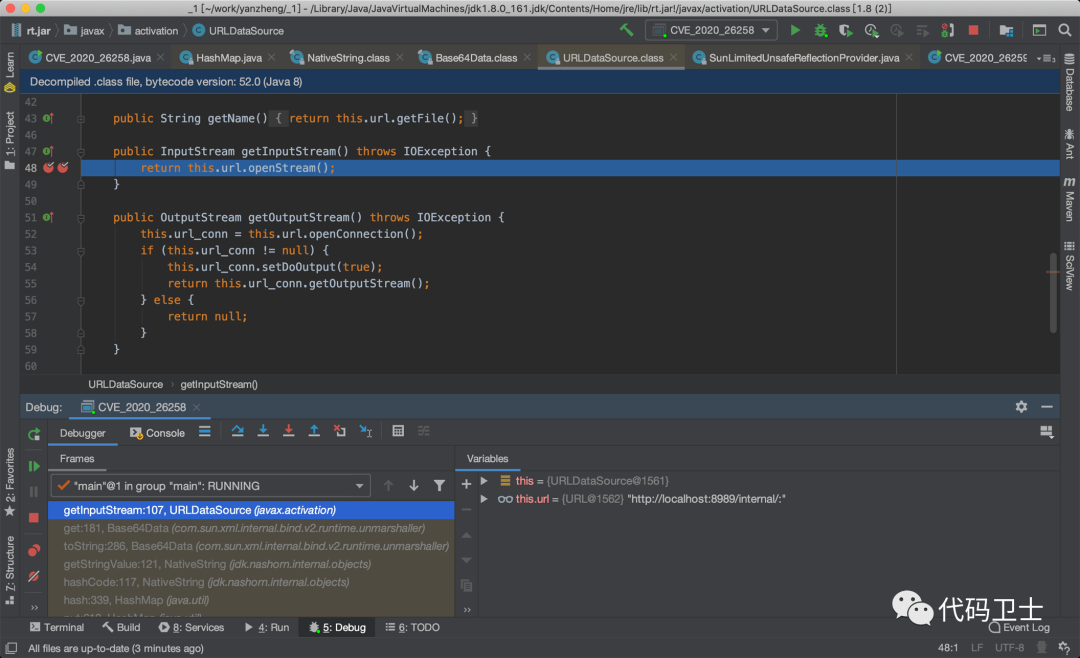 _1 [~/work/yanzheng/_1] - /Library/Java/JavaVirtualMachines/jdk1.8.0_161.jdk/Contents/Home/jre/lib/rt.jar!/javax/activation/URLDataSource.class [1.8 (2)]
rt.jar javax activation URLDataSource CVE_2020_26258
CVE_2020_26258.java HashMap.java NativeString.class Base64Data.class URLDataSource.class SunLimitedUnsafeReflectionProvider.java CVE_2020_26259
Decompiled .class file, bytecode version: 52.0 (Java 8)
42
43 public String getName() { return this.url.getFile(); }
46
47 public InputStream getInputStream() throws IOException {
48 return this.url.openStream();
49 }
50
51 public OutputStream getOutputStream() throws IOException {
52 this.url_conn = this.url.openConnection();
53 if (this.url_conn != null) {
54 this.url_conn.setDoOutput(true);
55 return this.url_conn.getOutputStream();
56 } else {
57 return null;
58 }
59 }
60
Learn
1: Project
2: Favorites
Z: Structure
Database
Ant
Maven
SciView
URLDataSource › getInputStream()
Debug: CVE_2020_26258
Debugger Console
Frames
Variables
"main"@1 in group "main": RUNNING
getInputStream:107, URLDataSource (javax.activation)
get:181, Base64Data (com.sun.xml.internal.bind.v2.runtime.unmarshaller)
toString:286, Base64Data (com.sun.xml.internal.bind.v2.runtime.unmarshaller)
getStringValue:121, NativeString (jdk.nashorn.internal.objects)
hashCode:117, NativeString (jdk.nashorn.internal.objects)
hash:339, HashMap (java.util)
this = {URLDataSource@1561}
this.url = {URL@1562} "http://localhost:8989/internal/:"
代码卫士
Terminal Build 8: Services 4: Run 5: Debug 6: TODO Event Log
All files are up-to-date (3 minutes ago) 48:1 LF UTF-8